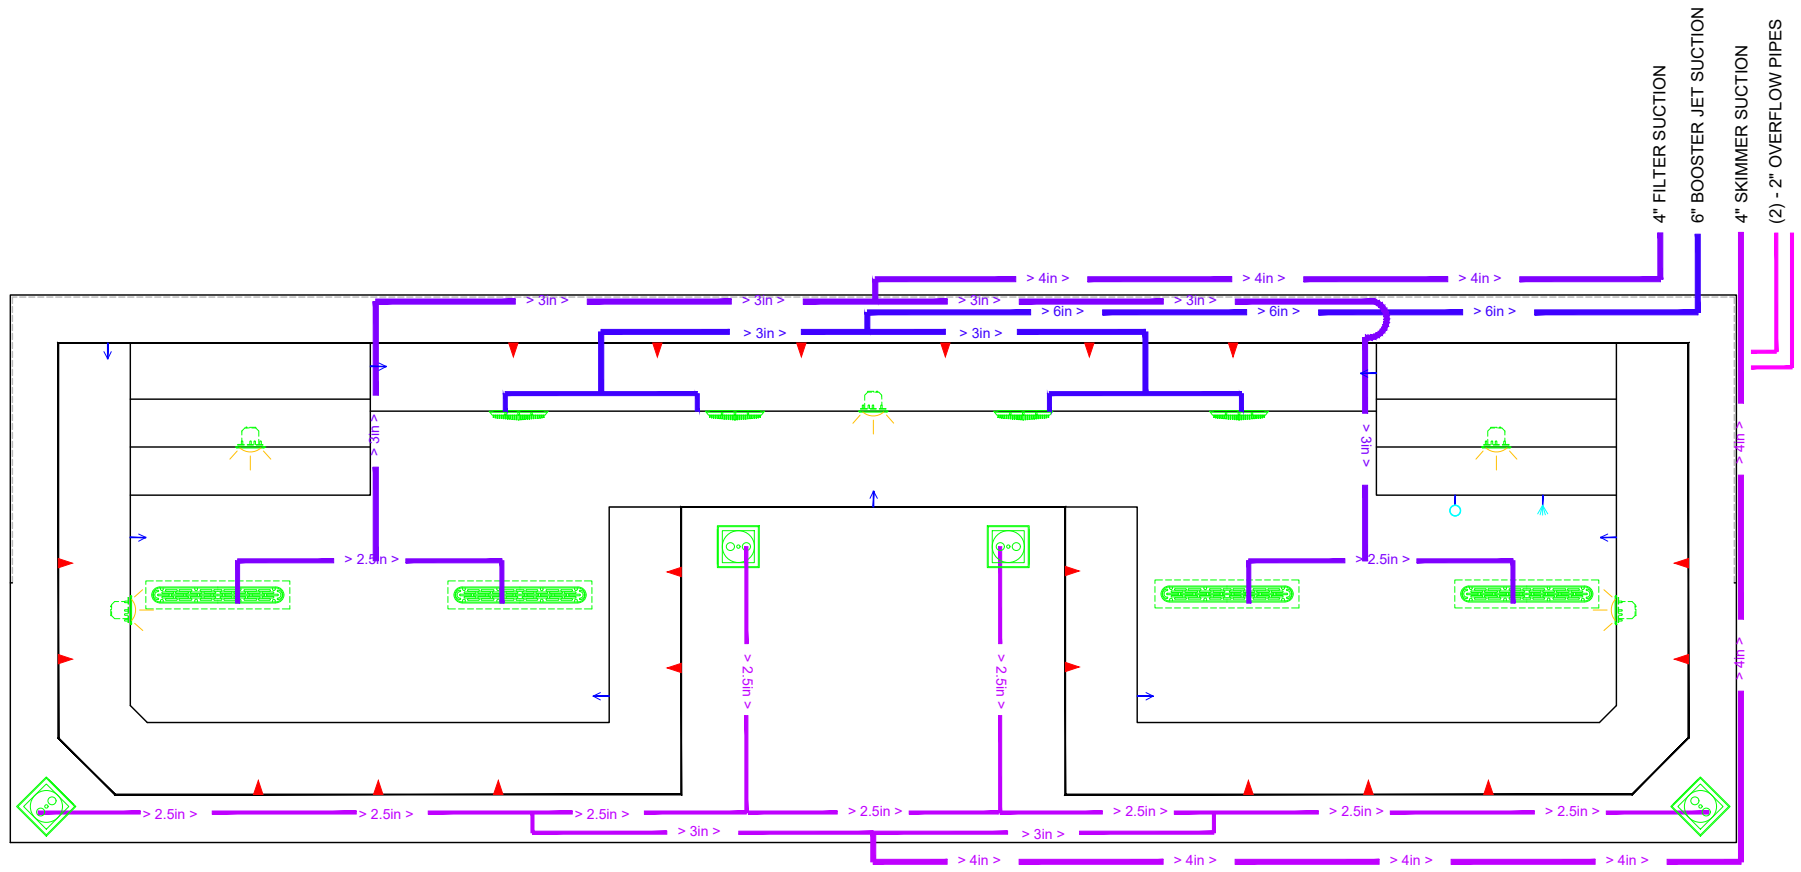 4" FILTER SUCTION
6" BOOSTER JET SUCTION
4" SKIMMER SUCTION
(2) - 2" OVERFLOW PIPES
> 4in > > 4in > > 4in >
> 3in > > 3in > > 3in > > 3in >
> 6in > > 6in > > 6in >
> 3in > > 3in >
> 3in >
> 3in >
> 4in >
> 2.5in >
> 2.5in >
> 2.5in >
> 2.5in >
> 4in >
> 2.5in > > 2.5in > > 2.5in > > 2.5in > > 2.5in > > 2.5in > > 2.5in >
> 3in > > 3in >
> 4in > > 4in > > 4in > > 4in >